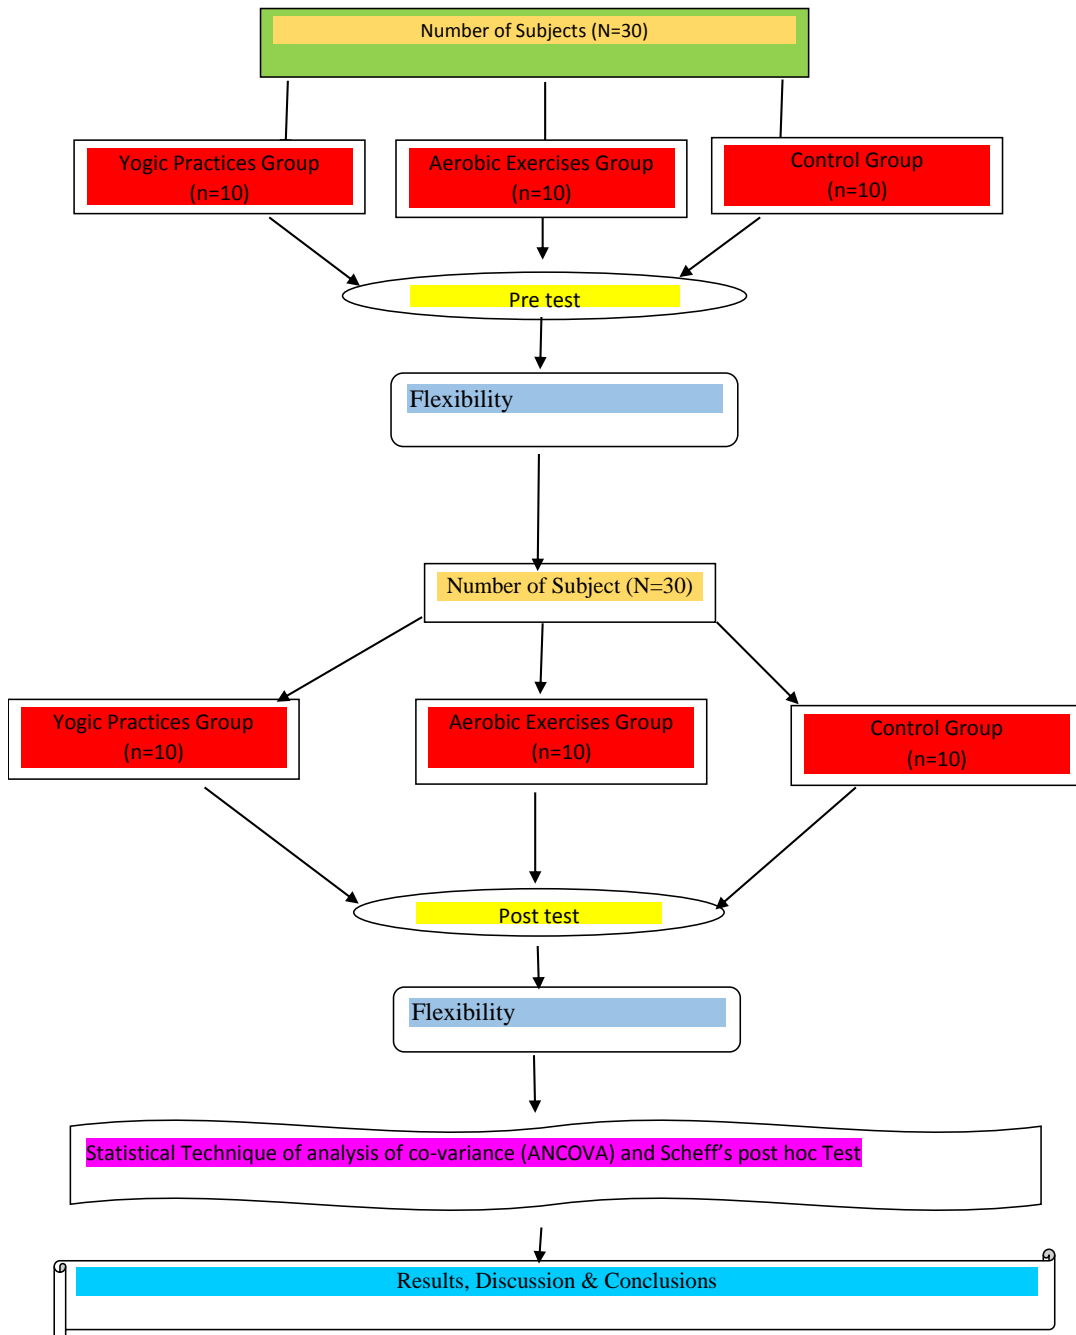 Number of Subjects (N=30)
Yogic Practices Group
(n=10)
Aerobic Exercises Group
(n=10)
Control Group
(n=10)
Pre test
Flexibility
Number of Subject (N=30)
Yogic Practices Group
(n=10)
Aerobic Exercises Group
(n=10)
Control Group
(n=10)
Post test
Flexibility
Statistical Technique of analysis of co-variance (ANCOVA) and Scheff’s post hoc Test
Results, Discussion & Conclusions